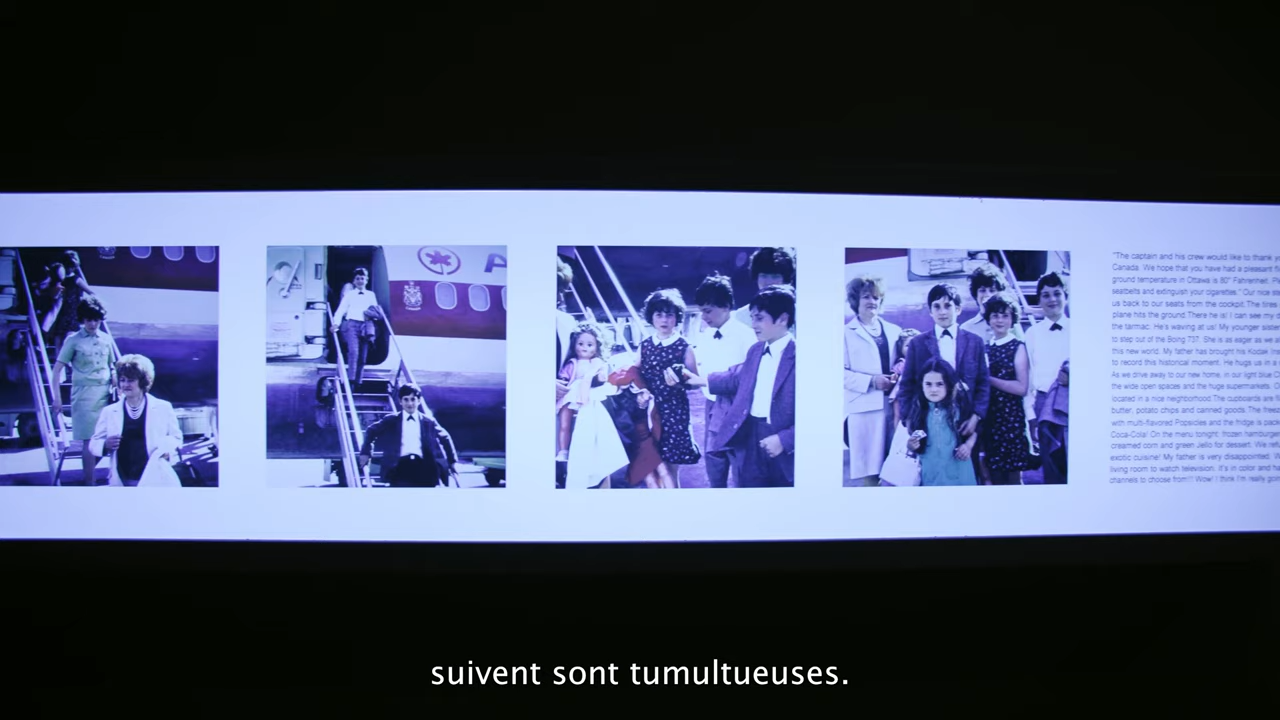 A
"The captain and his crew would like to thank
Canada. We hope that you have had a pleasant
ground temperature in Ottawa is 80° Fahrenheit.
seatbelts and extinguish your cigarettes." Our nice
us back to our seats from the cockpit. The tires
plane hits the ground. There he is! I can see my
the tarmac. He's waving at us! My younger
to step out of the Boeing 737. She is as eager as we
this new world. My father has brought his Kodak
to record this historical moment. He hugs us in a
As we drive away to our new home, in our light blue
the wide open spaces and the huge supermarkets.
located in a nice neighborhood. The cupboards are
butter, potato chips and canned goods. The
with multi-flavored Popsicles and the fridge is
Coca-Cola! On the menu tonight: frozen
creamed corn and green Jello for dessert. We
exotic cuisine! My father is very disappointed.
living room to watch television. It's in color and
channels to choose from!!! Wow! I think I'm really
suivent sont tumultueuses.